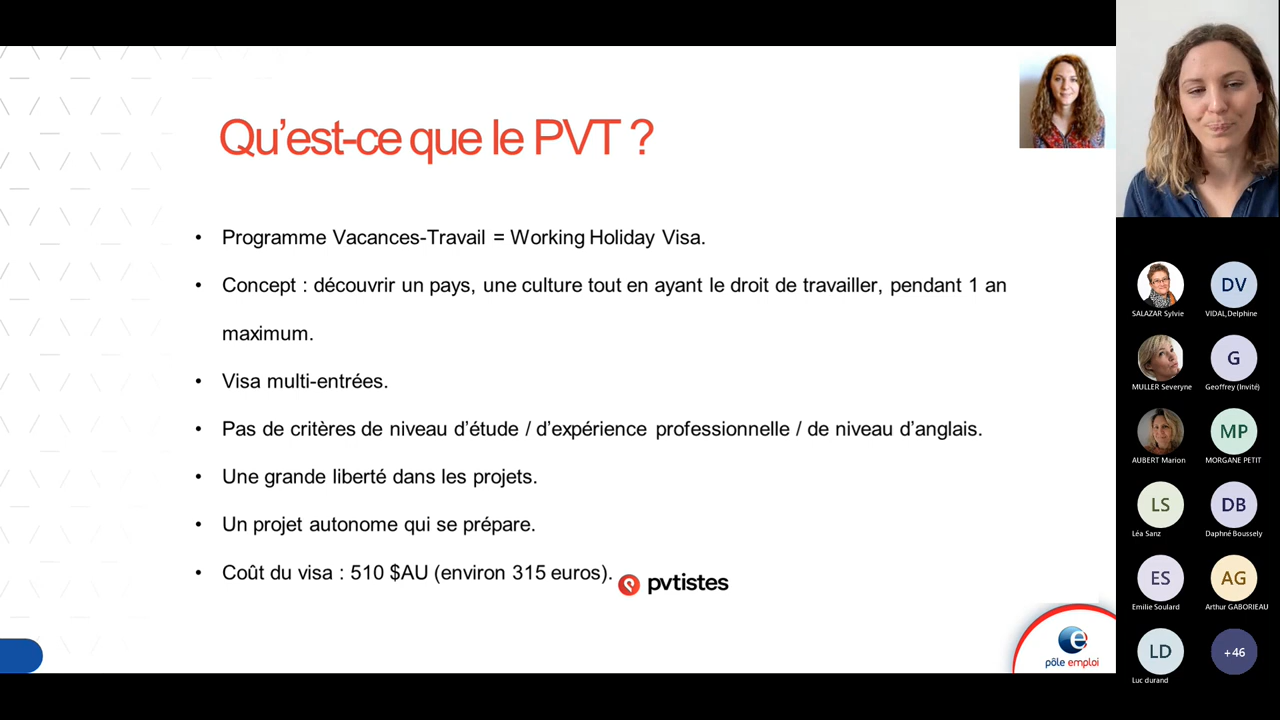 Qu’est-ce que le PVT ?
• Programme Vacances-Travail = Working Holiday Visa.
• Concept : découvrir un pays, une culture tout en ayant le droit de travailler, pendant 1 an
maximum.
• Visa multi-entrées.
• Pas de critères de niveau d’étude / d’expérience professionnelle / de niveau d’anglais.
• Une grande liberté dans les projets.
• Un projet autonome qui se prépare.
• Coût du visa : 510 $AU (environ 315 euros).
pvtistes
pôle emploi
SALAZAR Sylvie
DV
VIDAL,Delphine
MULLER Severyne
G
Geoffrey (Invité)
AUBERT Marion
MP
MORGANE PETIT
LS
Léa Sanz
DB
Daphné Boussely
ES
Emilie Soulard
AG
Arthur GABORIEAU
LD
Luc durand
+46